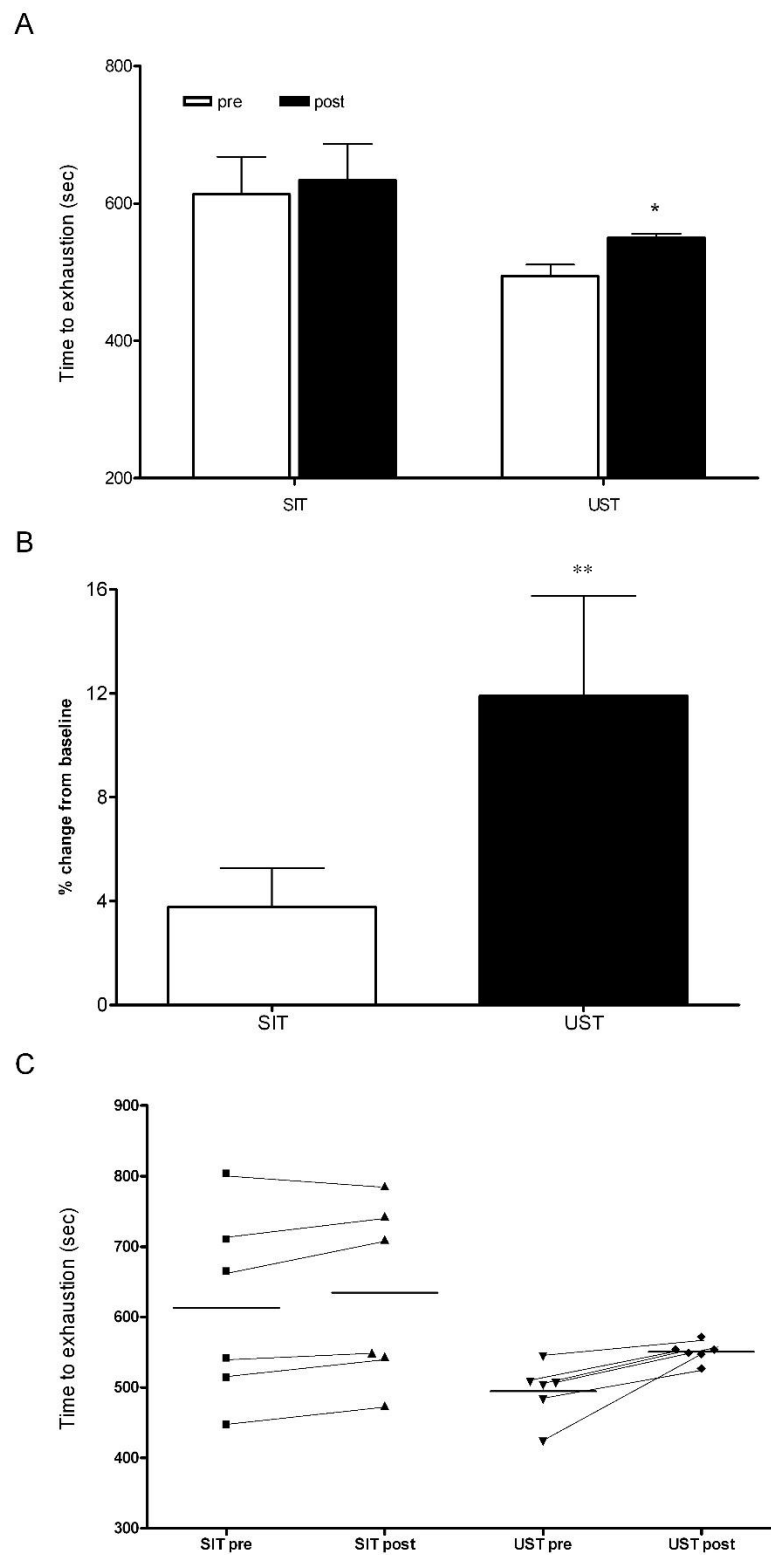 A
800
pre post
600
*
Time to exhaustion (sec)
400
200
SIT UST
B
16
**
12
% change from baseline
8
4
0
SIT UST
C
900
800
700
Time to exhaustion (sec)
600
500
400
300
SIT pre SIT post UST pre UST post